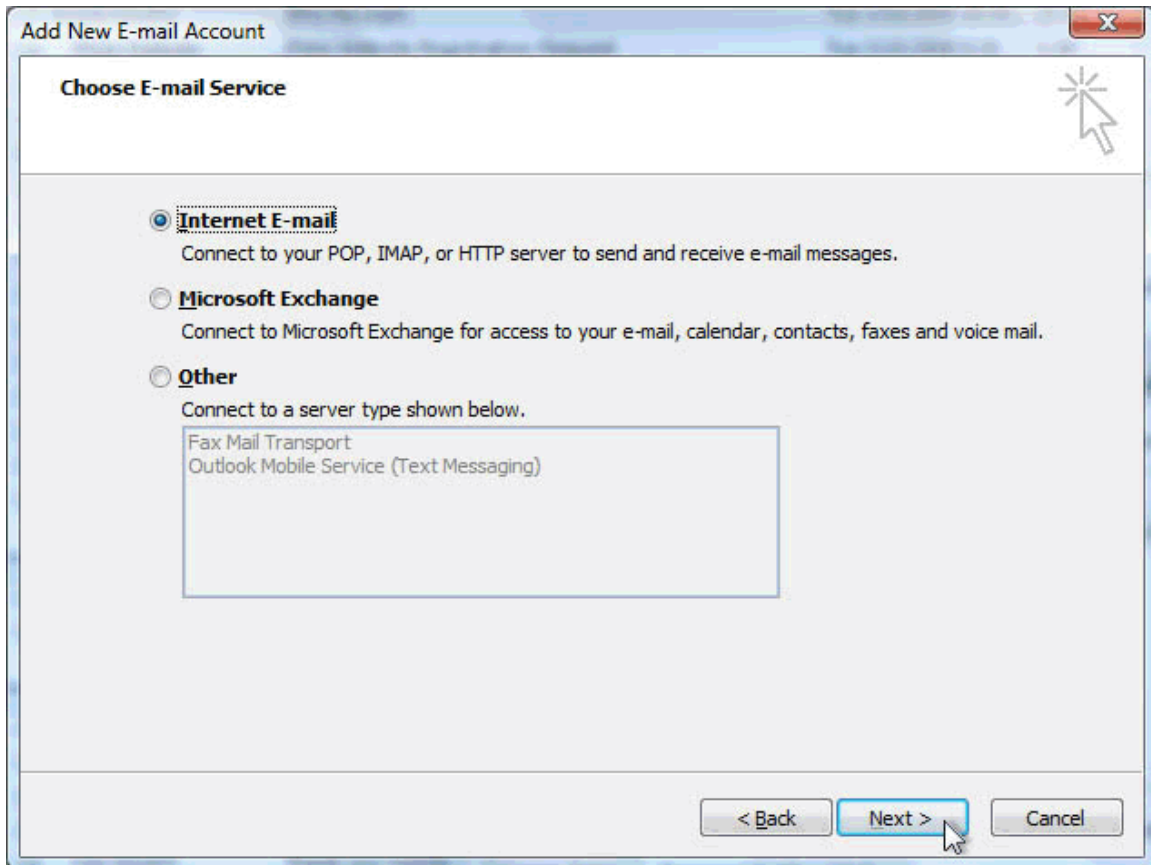 Add New E-mail Account
X
Choose E-mail Service
Internet E-mail
Connect to your POP, IMAP, or HTTP server to send and receive e-mail messages.
Microsoft Exchange
Connect to Microsoft Exchange for access to your e-mail, calendar, contacts, faxes and voice mail.
Other
Connect to a server type shown below.
Fax Mail Transport
Outlook Mobile Service (Text Messaging)
< Back Next > Cancel